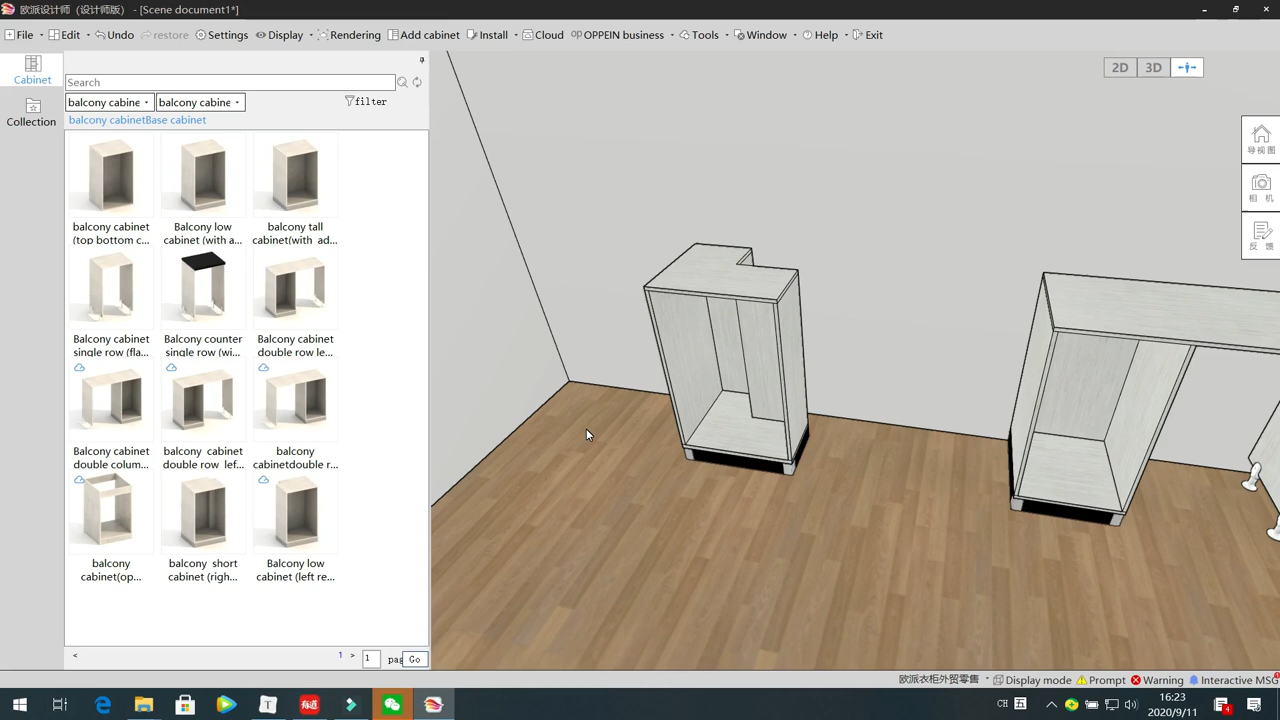 欧派设计师（设计师版） - [Scene document1*]
File Edit Undo restore Settings Display Rendering Add cabinet Install Cloud OPPEIN business Tools Window Help Exit
Cabinet
Collection
Search
balcony cabine balcony cabine filter
balcony cabinetBase cabinet
balcony cabinet (top bottom c...
Balcony low cabinet (with a...
balcony tall cabinet(with ad...
Balcony cabinet single row (fla...
Balcony counter single row (wi...
Balcony cabinet double row le...
Balcony cabinet double colum...
balcony cabinet double row lef...
balcony cabinetdouble r...
balcony cabinet(op...
balcony short cabinet (righ...
Balcony low cabinet (left re...
< 1 > 1 pag Go
2D 3D
导视图
相 机
反 馈
欧派衣柜外贸零售 Display mode Prompt Warning Interactive MSG
CH 五
16:23
2020/9/11
4